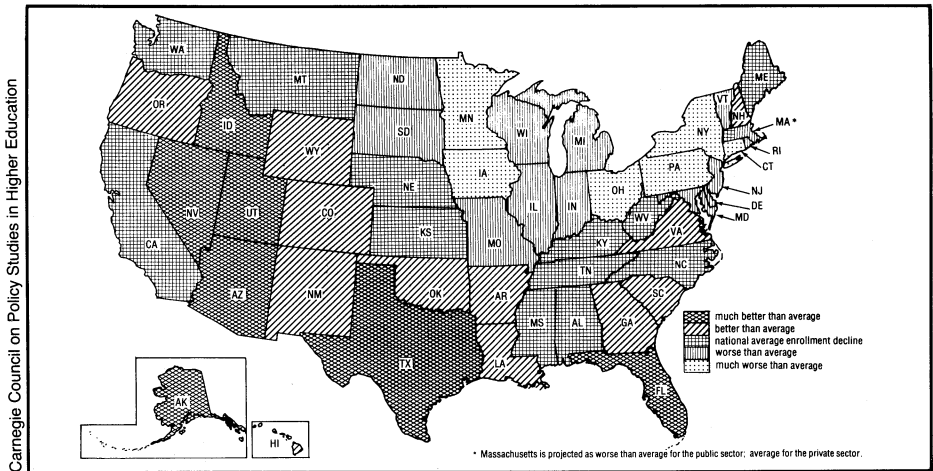 Carnegie Council on Policy Studies in Higher Education
WA
MT
ND
MN
ME
VT
NH
MA *
OR
ID
SD
WI
MI
NY
RI
CT
WY
IA
PA
NJ
DE
MD
NE
OH
NV
UT
CO
IL
IN
WV
VA
CA
KS
MO
KY
NC
TN
AZ
NM
OK
AR
SC
MS
AL
GA
TX
LA
FL
AK
HI
much better than average
better than average
national average enrollment decline
worse than average
much worse than average
* Massachusetts is projected as worse than average for the public sector; average for the private sector.